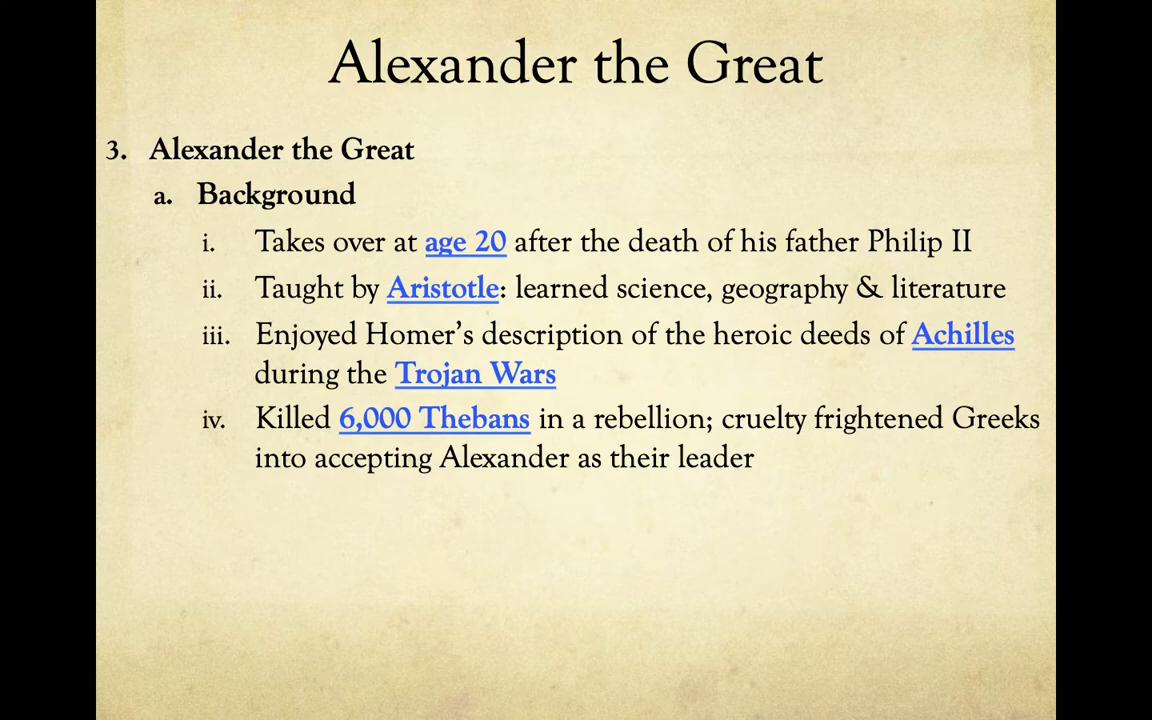 Alexander the Great
3. Alexander the Great
a. Background
i. Takes over at age 20 after the death of his father Philip II
ii. Taught by Aristotle: learned science, geography & literature
iii. Enjoyed Homer’s description of the heroic deeds of Achilles
during the Trojan Wars
iv. Killed 6,000 Thebans in a rebellion; cruelty frightened Greeks
into accepting Alexander as their leader